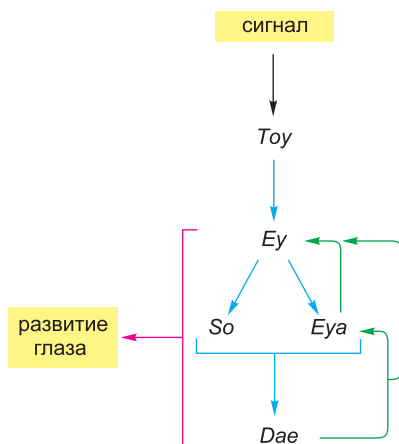 сигнал
Toy
Ey
So Eya
развитие
глаза
Dae